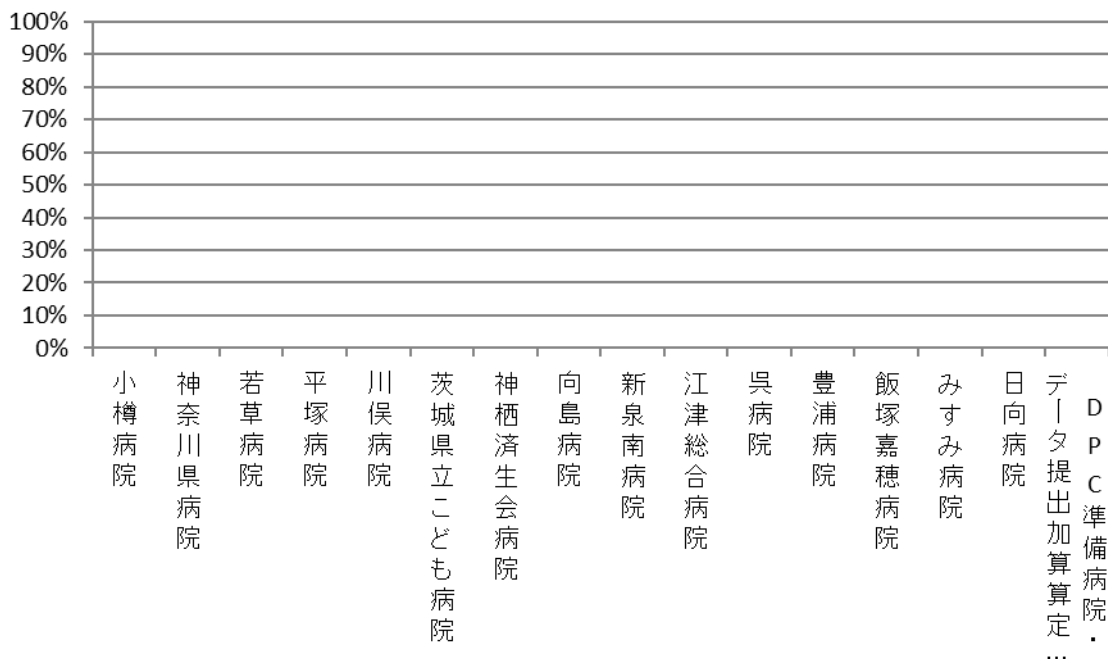 100%
90%
80%
70%
60%
50%
40%
30%
20%
10%
0%
小樽病院
神奈川県病院
若草病院
平塚病院
川俣病院
茨城県立こども病院
神栖済生会病院
向島病院
新泉南病院
江津総合病院
呉病院
豊浦病院
飯塚嘉穂病院
みすみ病院
日向病院
DPC準備病院・
データ提出加算算定…